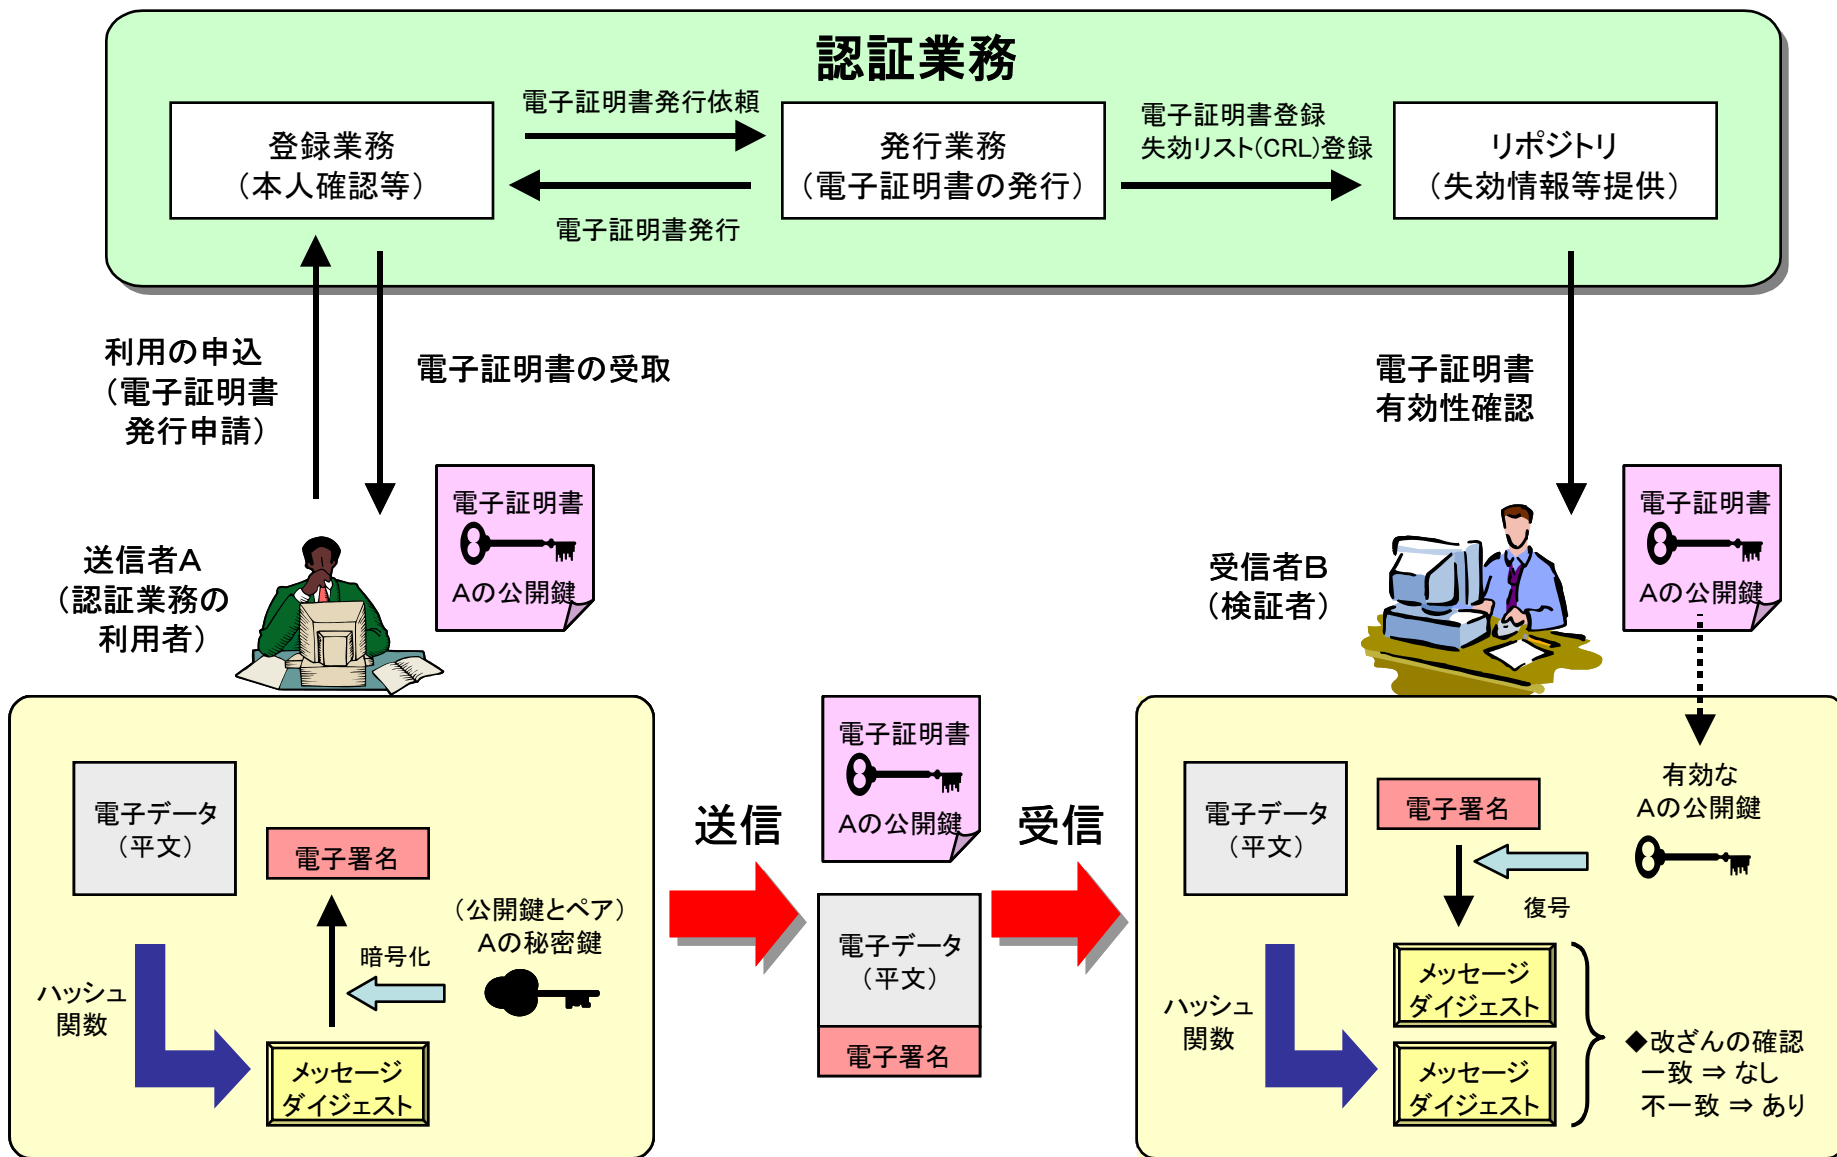 認証業務
電子証明書発行依頼
登録業務
（本人確認等）
発行業務
（電子証明書の発行）
電子証明書登録
失効リスト(CRL)登録
リポジトリ
（失効情報等提供）
電子証明書発行
利用の申込
（電子証明書
発行申請）
電子証明書の受取
電子証明書
有効性確認
送信者Ａ
（認証業務の
利用者）
電子証明書
Aの公開鍵
受信者Ｂ
（検証者）
電子証明書
Aの公開鍵
電子データ
（平文）
電子署名
（公開鍵とペア）
Aの秘密鍵
暗号化
ハッシュ
関数
メッセージ
ダイジェスト
送信
電子証明書
Aの公開鍵
電子データ
（平文）
電子署名
受信
電子データ
（平文）
電子署名
有効な
Aの公開鍵
復号
ハッシュ
関数
メッセージ
ダイジェスト
メッセージ
ダイジェスト
◆改ざんの確認
一致 ⇒ なし
不一致 ⇒ あり